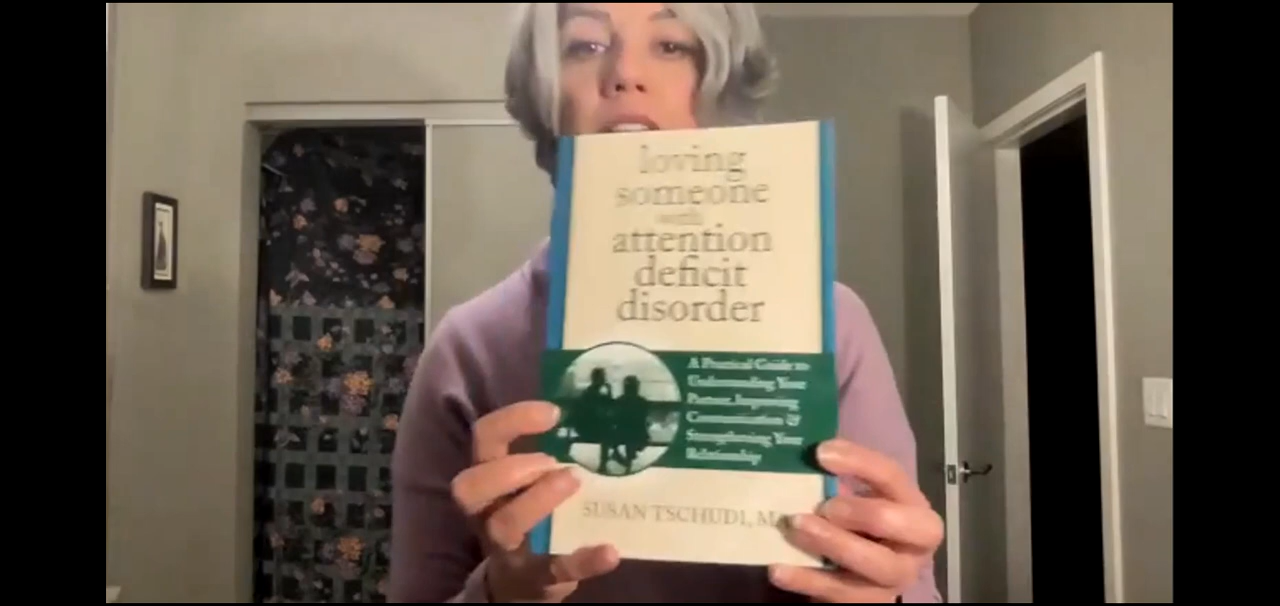 loving
someone
with
attention
deficit
disorder
A Practical Guide to
Understanding Your
Partner, Improving
Communication &
Strengthening Your
Relationship
SUSAN TSCHUDI, MA